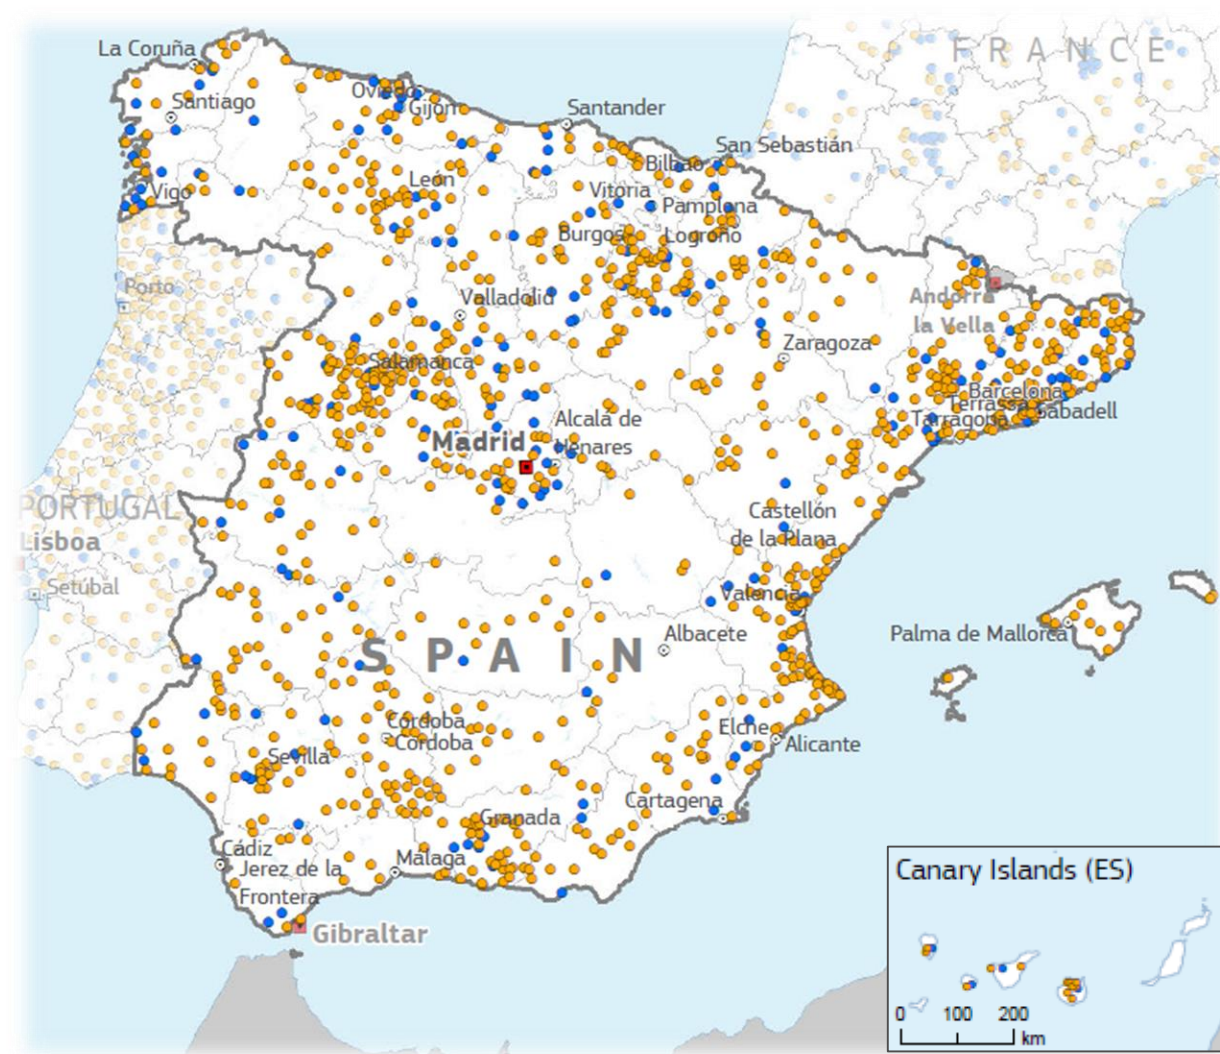 FRANCE
La Coruña
Oviedo
Gijon
Santiago
Santander
San Sebastián
Bilbao
León
Vitoria
Vigo
Pamplona
Burgos
Logroño
Porto
Valladolid
Andorra
la Vella
Zaragoza
Salamanca
Barcelona
Terrassa
Sabadell
Tarragona
Alcalá de
Henares
Madrid
PORTUGAL
Lisboa
Castellón
de la Plana
Setúbal
Valencia
Albacete
Palma de Mallorca
SPAIN
Córdoba
Cordoba
Elche
Alicante
Sevilla
Cartagena
Granada
Cádiz
Málaga
Jerez de la
Frontera
Gibraltar
Canary Islands (ES)
0 100 200
km